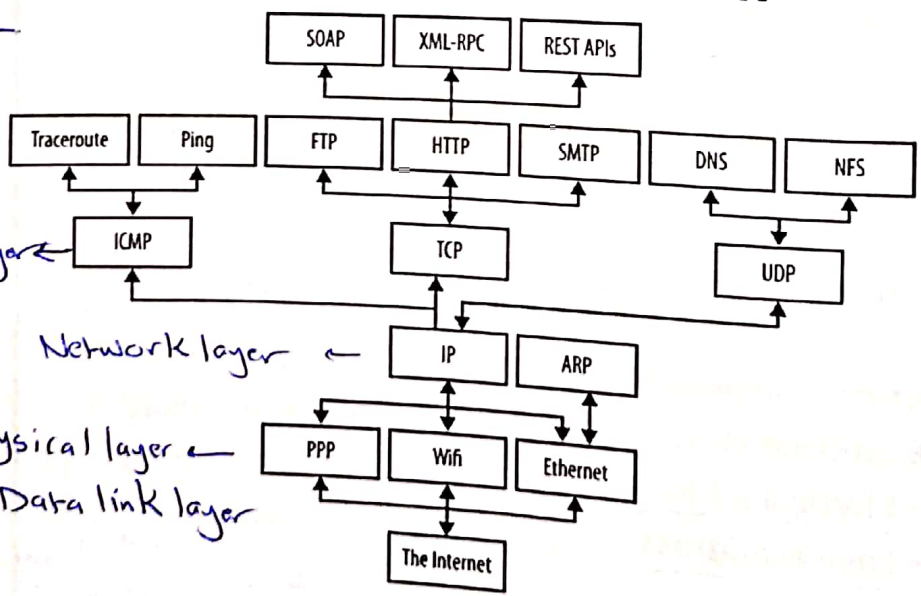 SOAP XML-RPC REST APIs
Traceroute Ping FTP HTTP SMTP DNS NFS
ICMP TCP UDP
Network layer ← IP ARP
layer ← PPP Wifi Ethernet
Data link layer
The Internet